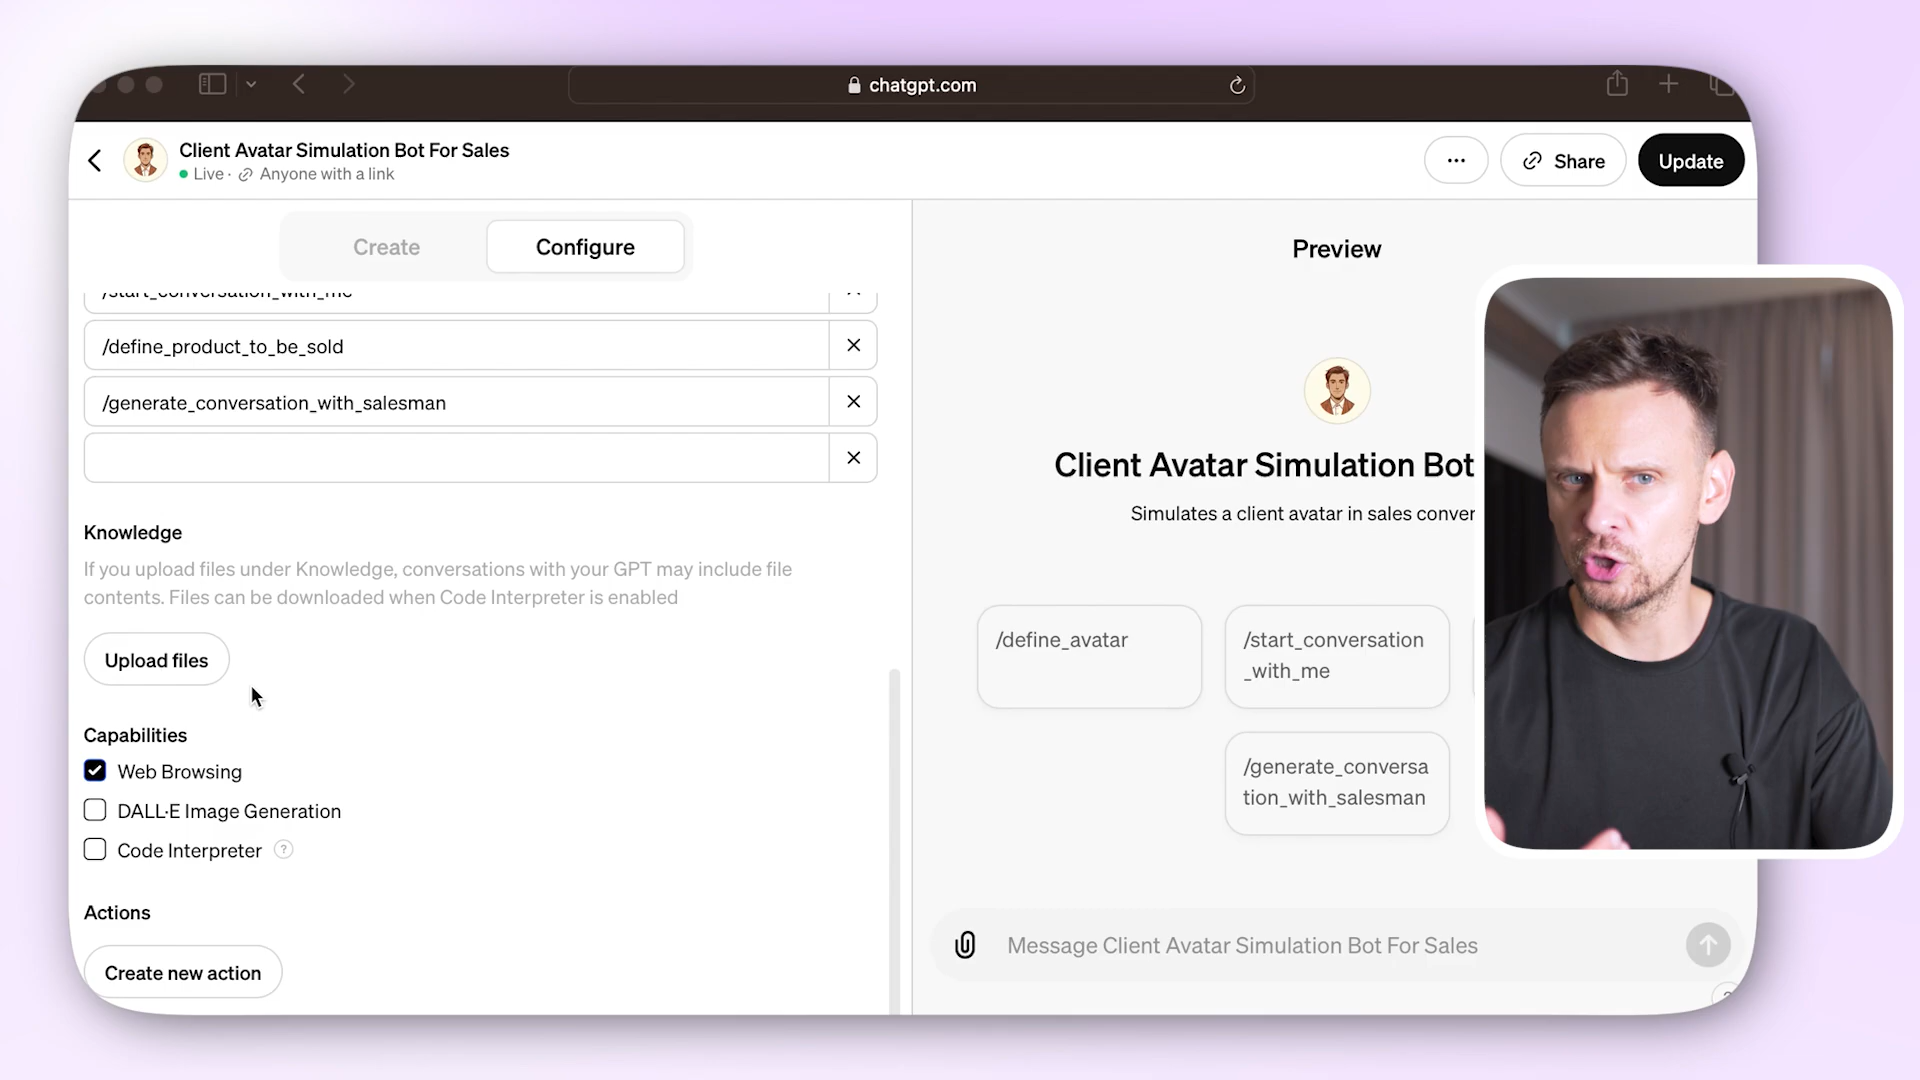 chatgpt.com
Client Avatar Simulation Bot For Sales
Live · Anyone with a link
Share
Update
Create
Configure
/start_conversation_with_me
/define_product_to_be_sold
/generate_conversation_with_salesman
Knowledge
If you upload files under Knowledge, conversations with your GPT may include file
contents. Files can be downloaded when Code Interpreter is enabled
Upload files
Capabilities
Web Browsing
DALL·E Image Generation
Code Interpreter
?
Actions
Create new action
Preview
Client Avatar Simulation Bot
Simulates a client avatar in sales conver
/define_avatar
/start_conversation
_with_me
/generate_conversa
tion_with_salesman
Message Client Avatar Simulation Bot For Sales